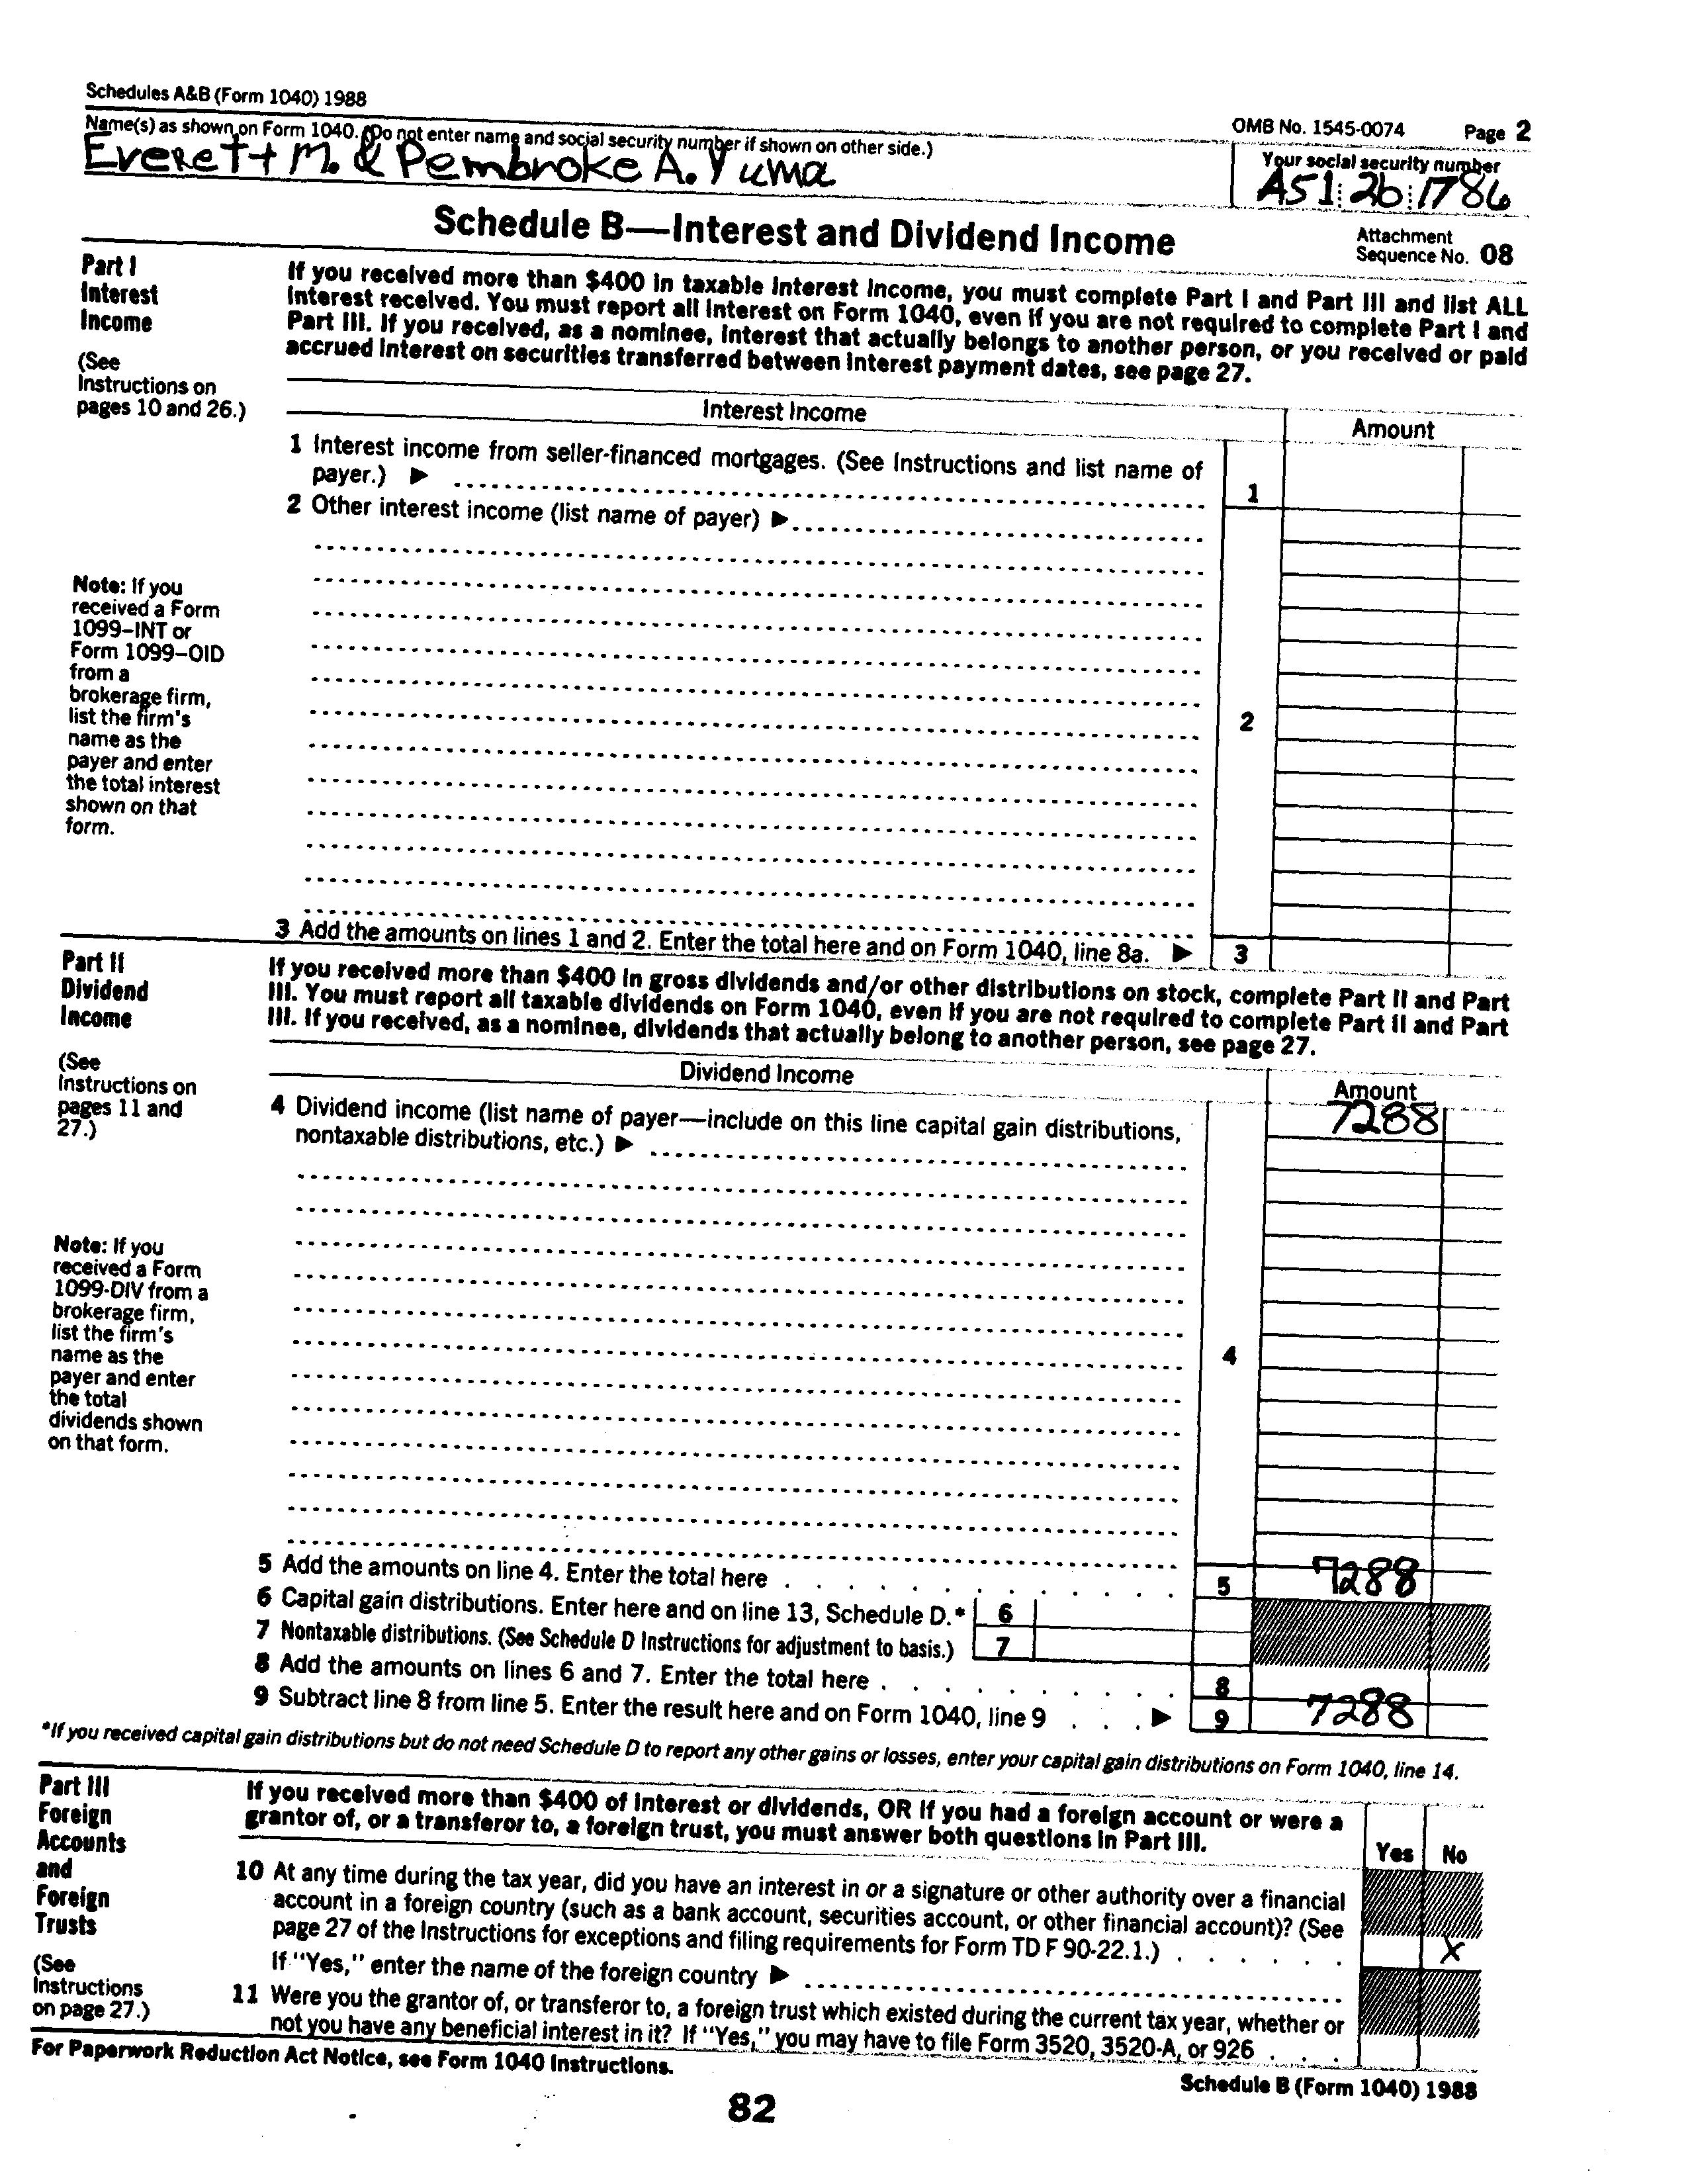 Schedules A&B (Form 1040) 1988
OMB No. 1545-0074 Page 2
Name(s) as shown on Form 1040. (Do not enter name and social security number if shown on other side.)
Everett M. & Pembroke A. Yuma
Your social security number
AS1 26 1786
Schedule B—Interest and Dividend Income
Attachment
Sequence No. 08
Part I
Interest
Income
(See
Instructions on
pages 10 and 26.)
If you received more than $400 in taxable interest income, you must complete Part I and Part III and list ALL
interest received. You must report all interest on Form 1040, even if you are not required to complete Part I and
Part III. If you received, as a nominee, interest that actually belongs to another person, or you received or paid
accrued interest on securities transferred between interest payment dates, see page 27.
Interest Income
Amount
1 Interest income from seller-financed mortgages. (See Instructions and list name of
payer.) ▶
1
2 Other interest income (list name of payer) ▶
Note: If you
received a Form
1099–INT or
Form 1099–OID
from a
brokerage firm,
list the firm's
name as the
payer and enter
the total interest
shown on that
form.
2
3 Add the amounts on lines 1 and 2. Enter the total here and on Form 1040, line 8a. ▶ 3
Part II
Dividend
Income
(See
Instructions on
pages 11 and
27.)
If you received more than $400 in gross dividends and/or other distributions on stock, complete Part II and Part
III. You must report all taxable dividends on Form 1040, even if you are not required to complete Part II and Part
III. If you received, as a nominee, dividends that actually belong to another person, see page 27.
Dividend Income
Amount
4 Dividend income (list name of payer—include on this line capital gain distributions,
nontaxable distributions, etc.) ▶
7288
Note: If you
received a Form
1099-DIV from a
brokerage firm,
list the firm's
name as the
payer and enter
the total
dividends shown
on that form.
4
5 Add the amounts on line 4. Enter the total here . . . . . . . . . . . . . 5 7288
6 Capital gain distributions. Enter here and on line 13, Schedule D.* 6
7 Nontaxable distributions. (See Schedule D Instructions for adjustment to basis.) 7
8 Add the amounts on lines 6 and 7. Enter the total here . . . . . . . . . . 8
9 Subtract line 8 from line 5. Enter the result here and on Form 1040, line 9 . . . ▶ 9 7288
*If you received capital gain distributions but do not need Schedule D to report any other gains or losses, enter your capital gain distributions on Form 1040, line 14.
Part III
Foreign
Accounts
and
Foreign
Trusts
(See
Instructions
on page 27.)
If you received more than $400 of interest or dividends, OR if you had a foreign account or were a
grantor of, or a transferor to, a foreign trust, you must answer both questions in Part III.
Yes No
10 At any time during the tax year, did you have an interest in or a signature or other authority over a financial
account in a foreign country (such as a bank account, securities account, or other financial account)? (See
page 27 of the Instructions for exceptions and filing requirements for Form TD F 90-22.1.) . . . . . . X
If "Yes," enter the name of the foreign country ▶
11 Were you the grantor of, or transferor to, a foreign trust which existed during the current tax year, whether or
not you have any beneficial interest in it? If "Yes," you may have to file Form 3520, 3520-A, or 926 . . .
For Paperwork Reduction Act Notice, see Form 1040 Instructions.
Schedule B (Form 1040) 1988
82